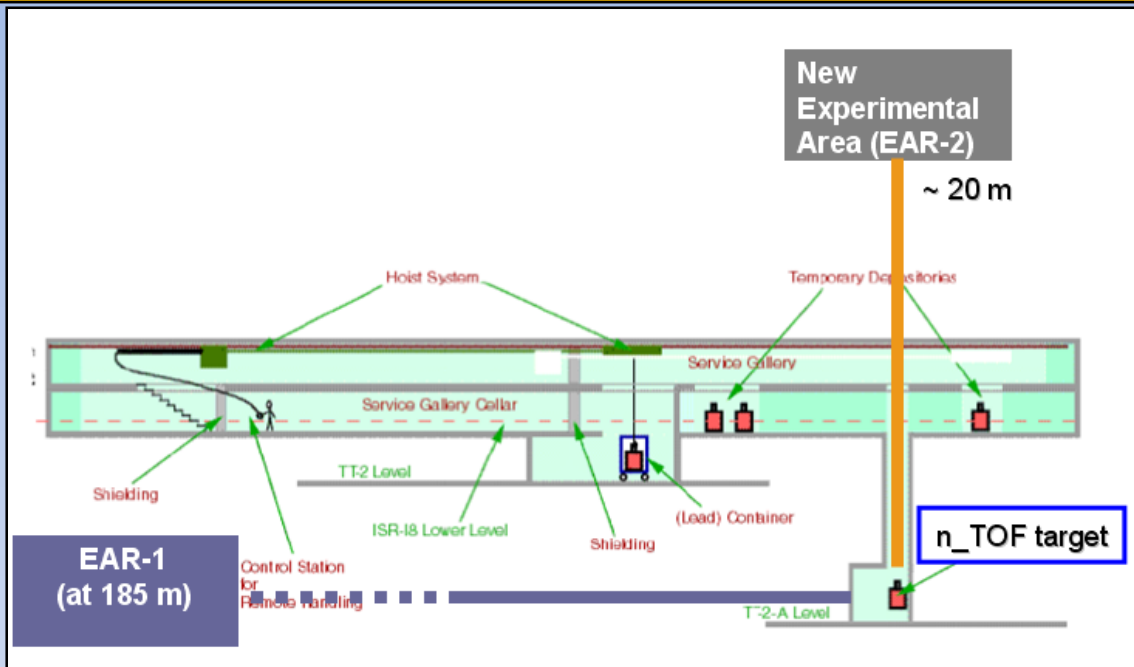 New
Experimental
Area (EAR-2)
~ 20 m
Hoist System
Temporary Depositories
Service Gallery
Service Gallery Cellar
TT-2 Level
Shielding
(Lead) Container
ISR-I8 Lower Level
Shielding
n_TOF target
EAR-1
(at 185 m)
Control Station
for
Remote Handling
TT-2-A Level